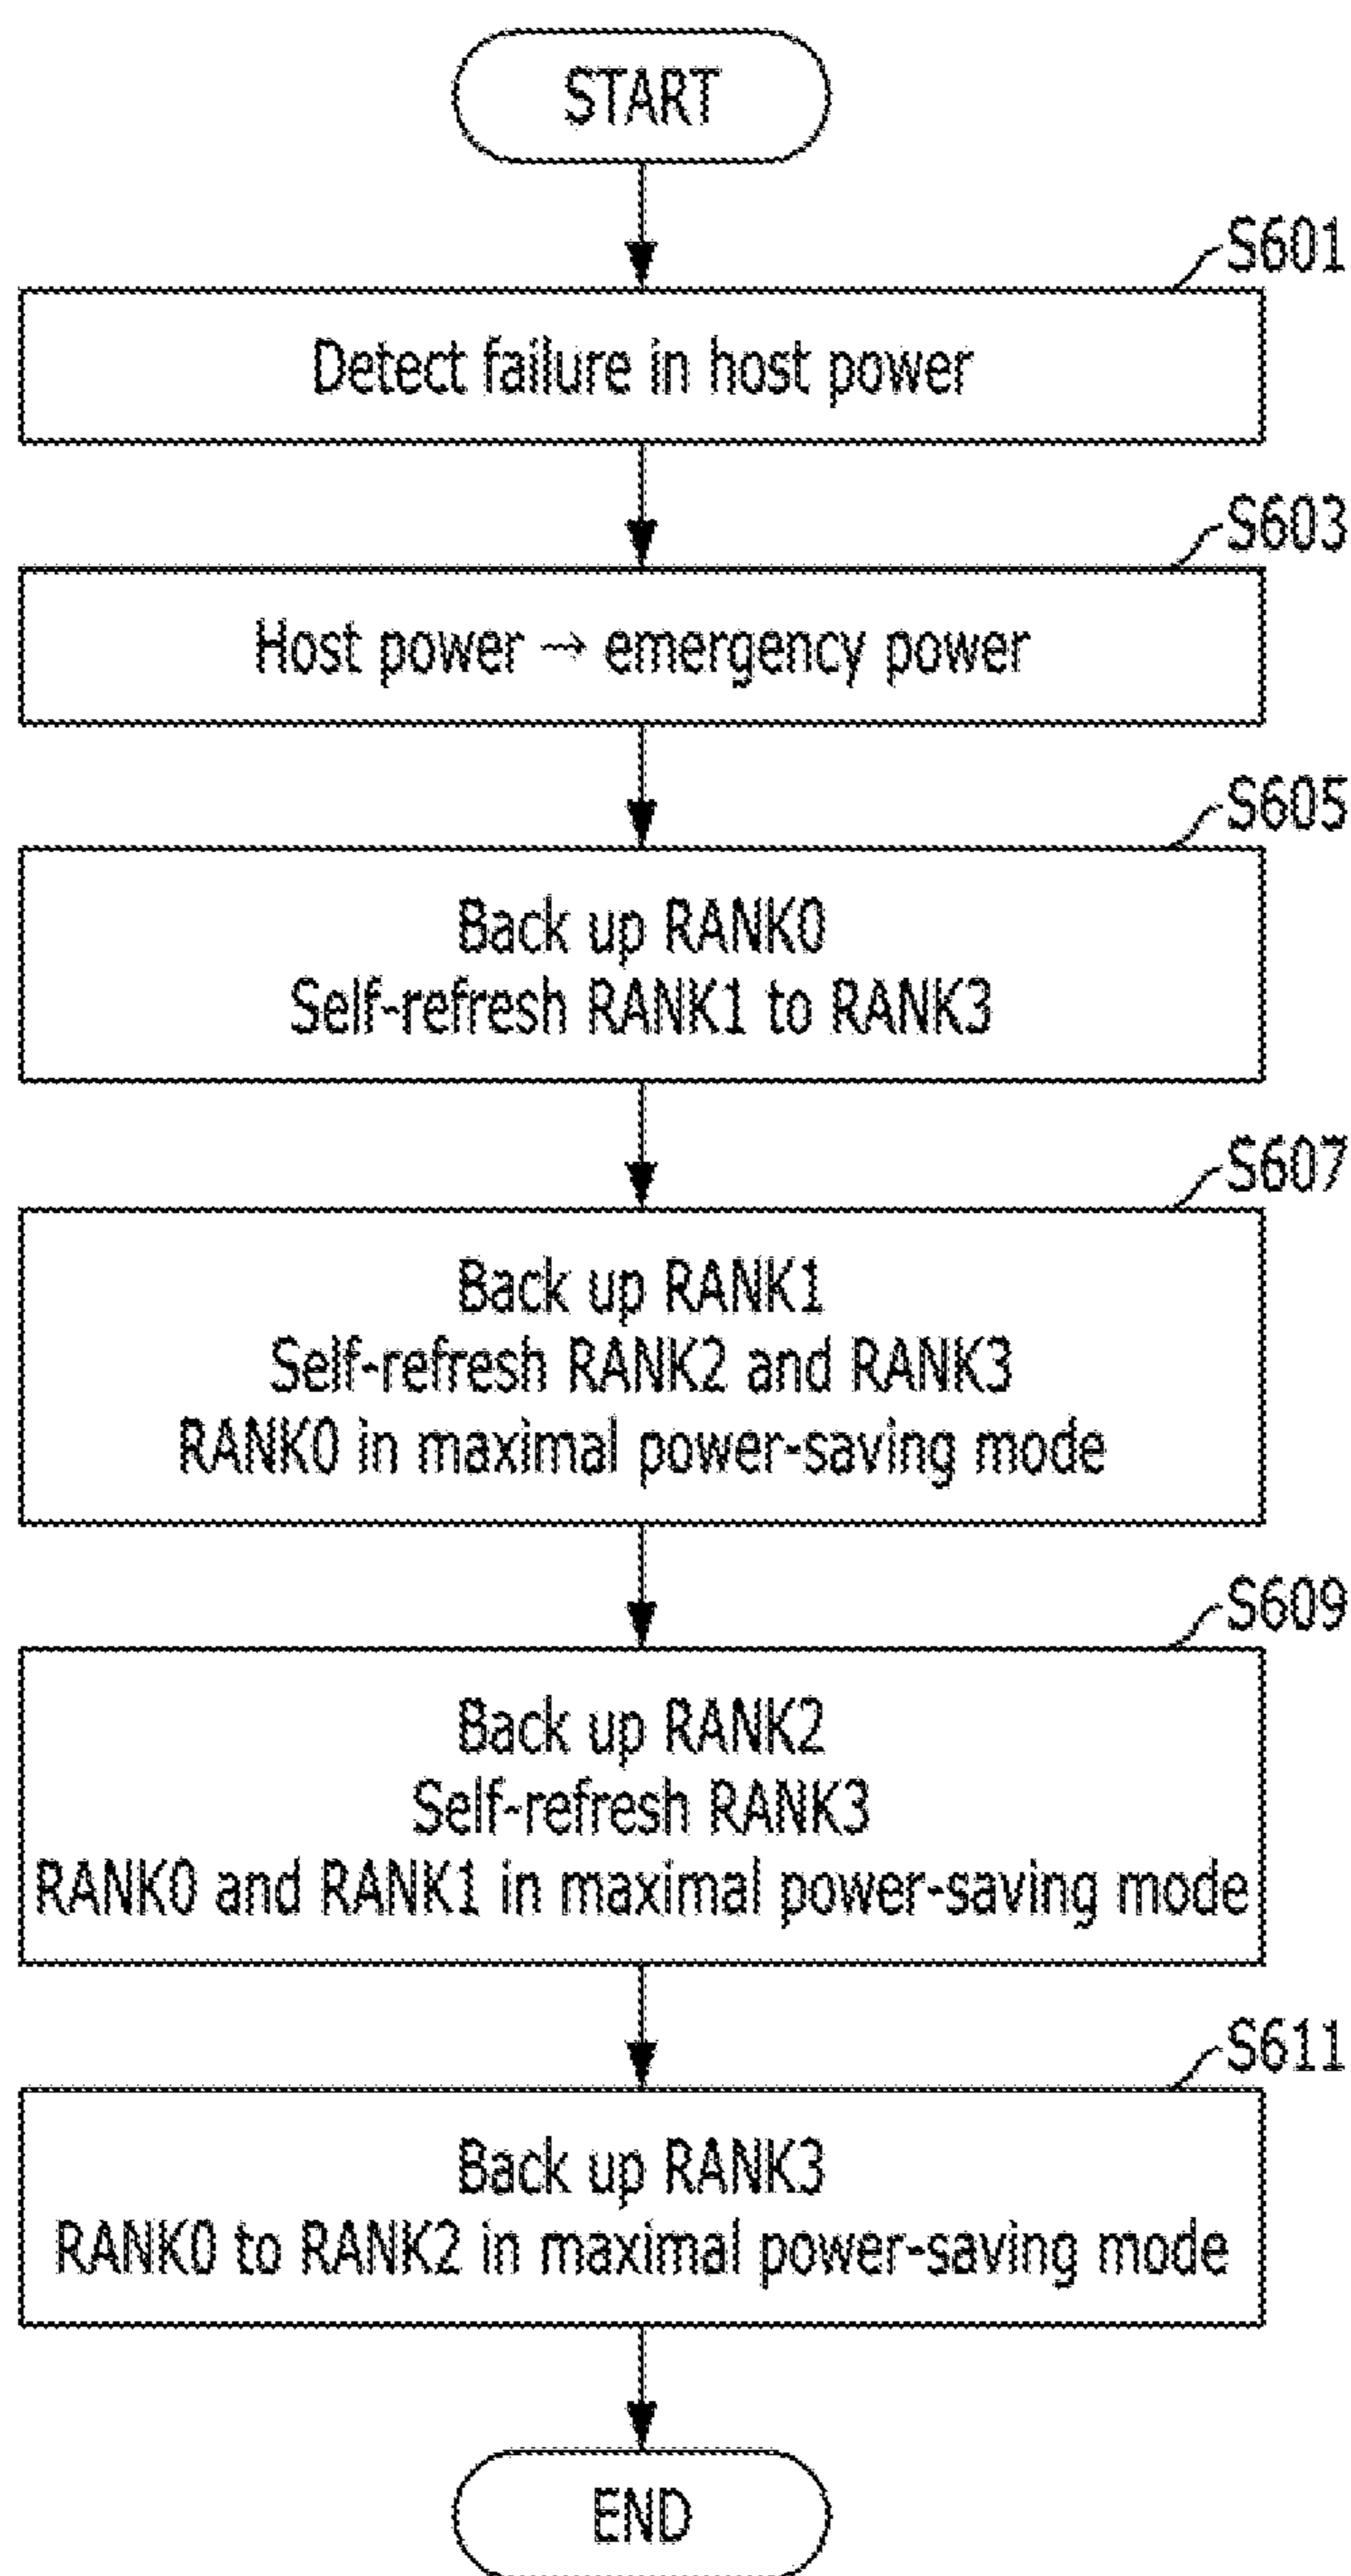 START
S601
Detect failure in host power
S603
Host power → emergency power
S605
Back up RANK0
Self-refresh RANK1 to RANK3
S607
Back up RANK1
Self-refresh RANK2 and RANK3
RANK0 in maximal power-saving mode
S609
Back up RANK2
Self-refresh RANK3
RANK0 and RANK1 in maximal power-saving mode
S611
Back up RANK3
RANK0 to RANK2 in maximal power-saving mode
END